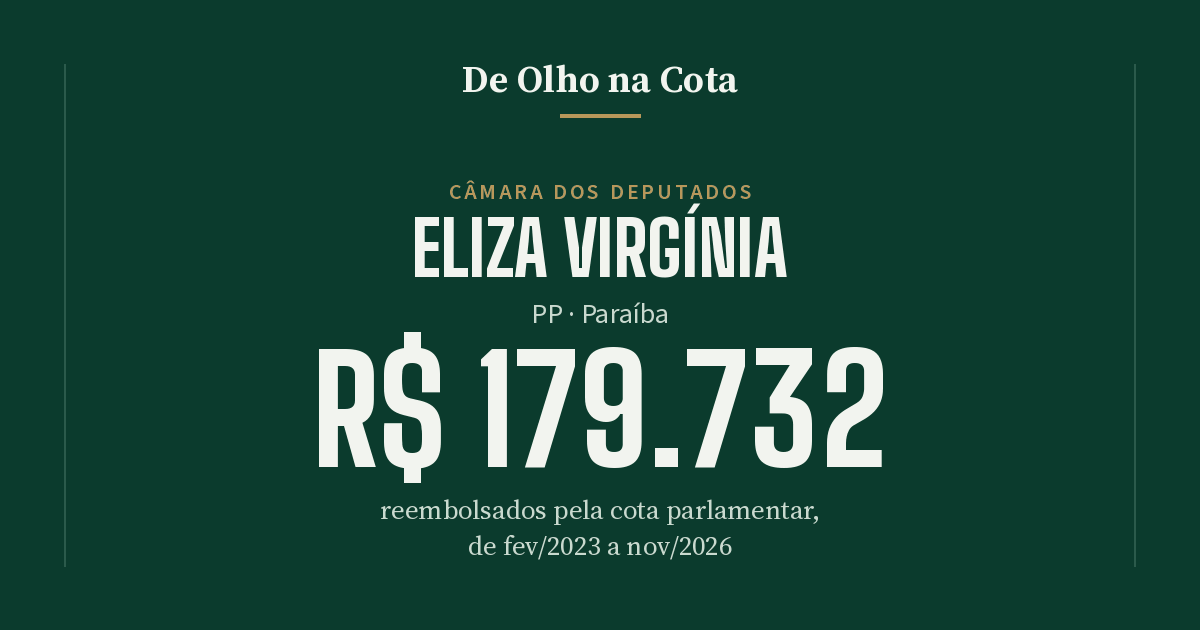 De Olho na Cota
CÂMARA DOS DEPUTADOS
ELIZA VIRGÍNIA
PP · Paraíba
R$ 179.732
reembolsados pela cota parlamentar,
de fev/2023 a nov/2026